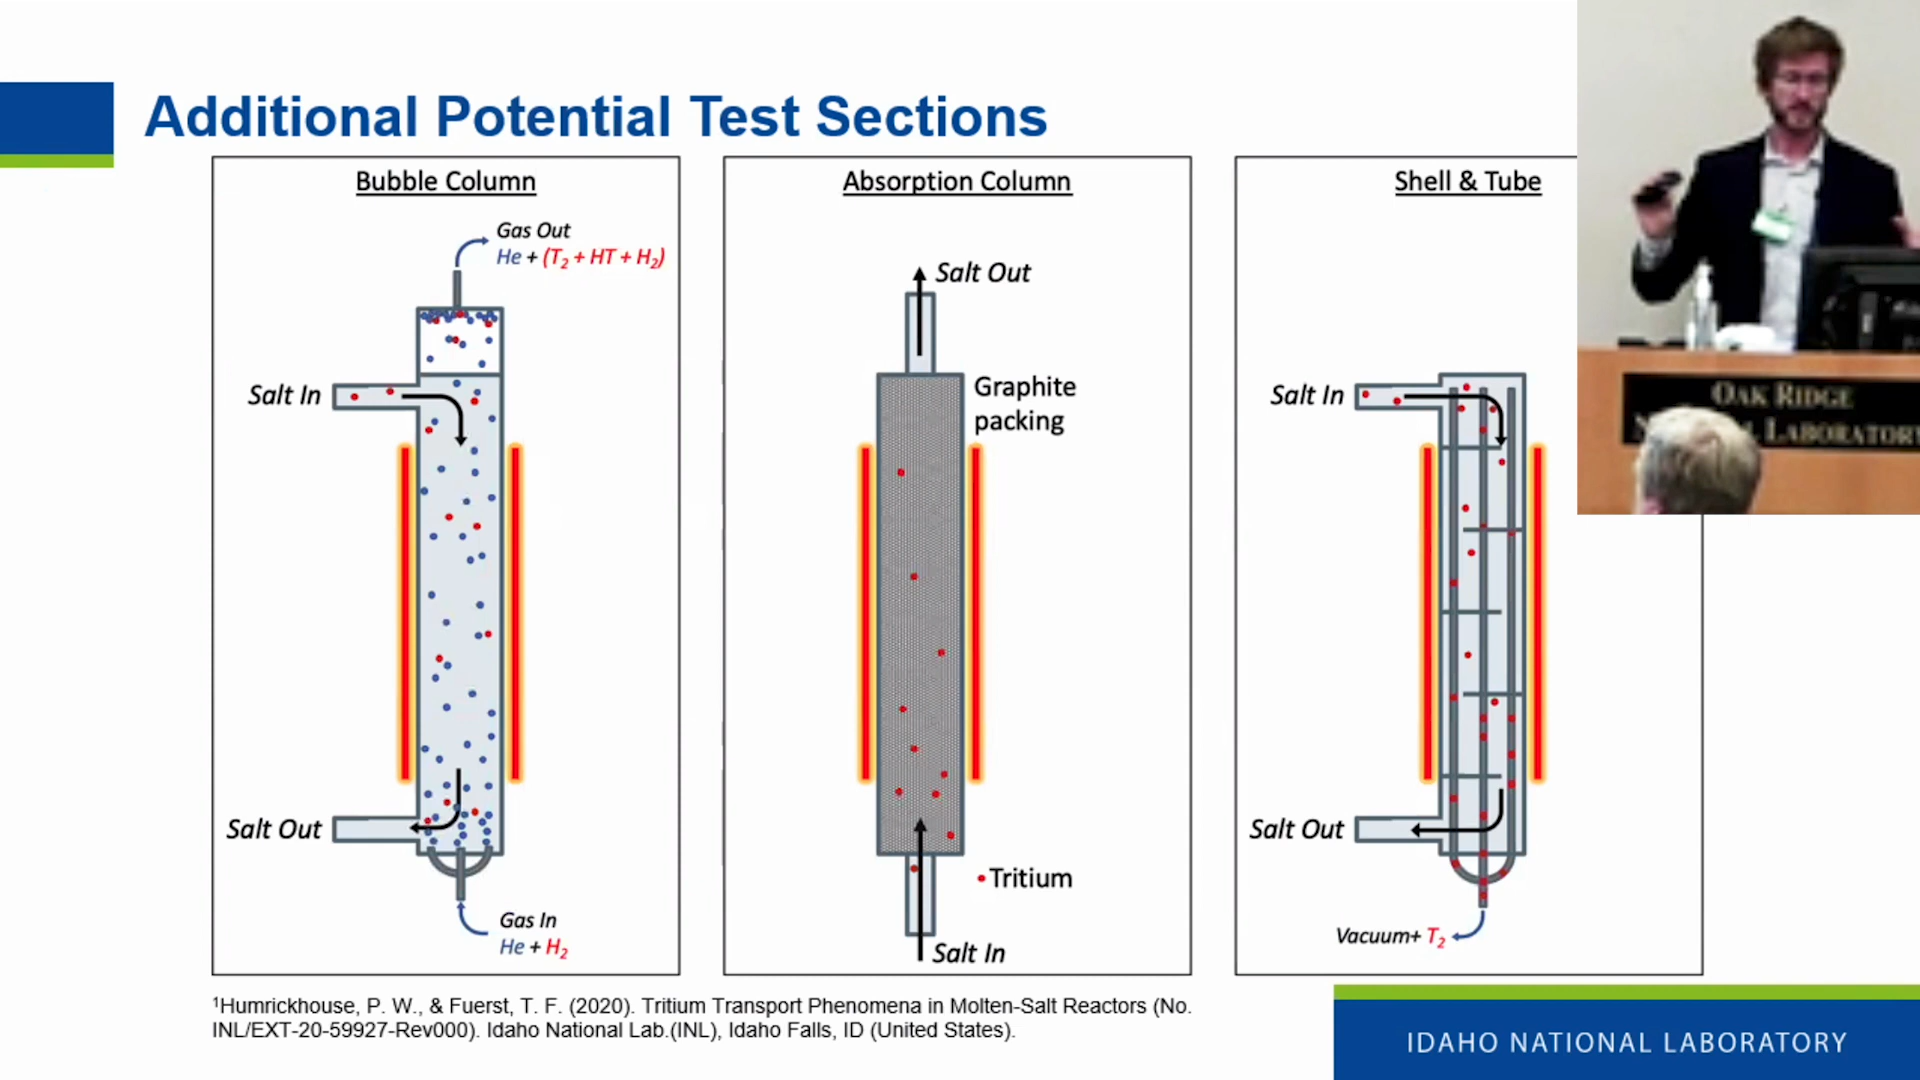 Additional Potential Test Sections
Bubble Column
Gas Out
He + (T2 + HT + H2)
Salt In
Salt Out
Gas In
He + H2
Absorption Column
Salt Out
Graphite
packing
•Tritium
Salt In
Shell & Tube
Salt In
Salt Out
Vacuum+ T2
OAK RIDGE
LABORATORY
¹Humrickhouse, P. W., & Fuerst, T. F. (2020). Tritium Transport Phenomena in Molten-Salt Reactors (No.
INL/EXT-20-59927-Rev000). Idaho National Lab.(INL), Idaho Falls, ID (United States).
IDAHO NATIONAL LABORATORY